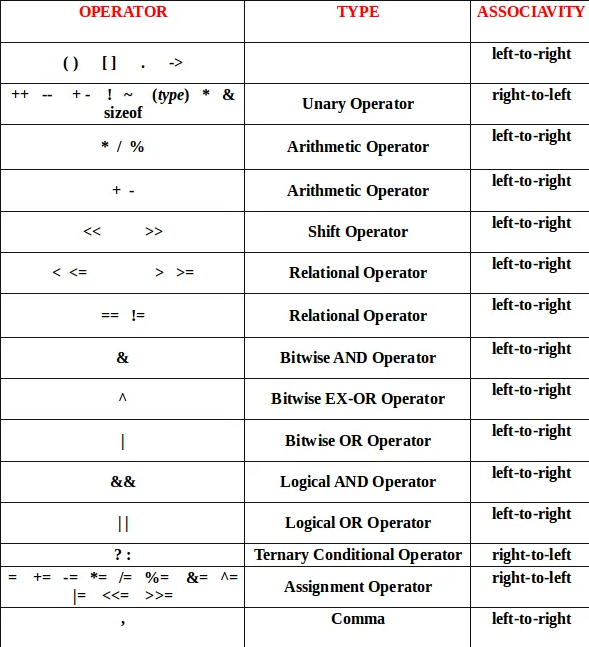 OPERATOR TYPE ASSOCIAVITY
( ) [ ] . -> left-to-right
++ -- + - ! ~ (type) * & sizeof Unary Operator right-to-left
* / % Arithmetic Operator left-to-right
+ - Arithmetic Operator left-to-right
<< >> Shift Operator left-to-right
< <= > >= Relational Operator left-to-right
== != Relational Operator left-to-right
& Bitwise AND Operator left-to-right
^ Bitwise EX-OR Operator left-to-right
| Bitwise OR Operator left-to-right
&& Logical AND Operator left-to-right
| | Logical OR Operator left-to-right
? : Ternary Conditional Operator right-to-left
= += -= *= /= %= &= ^= |= <<= >>= Assignment Operator right-to-left
, Comma left-to-right